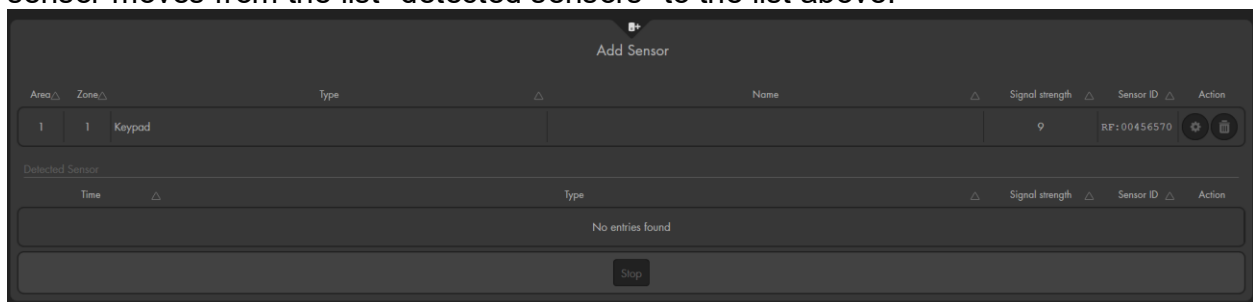 sensor moves from the list "detected sensors" to the list above.
Add Sensor
Area Zone Type Name Signal strength Sensor ID Action
1 1 Keypad 9 RF:00456570
Detected Sensor
Time Type Signal strength Sensor ID Action
No entries found
Stop